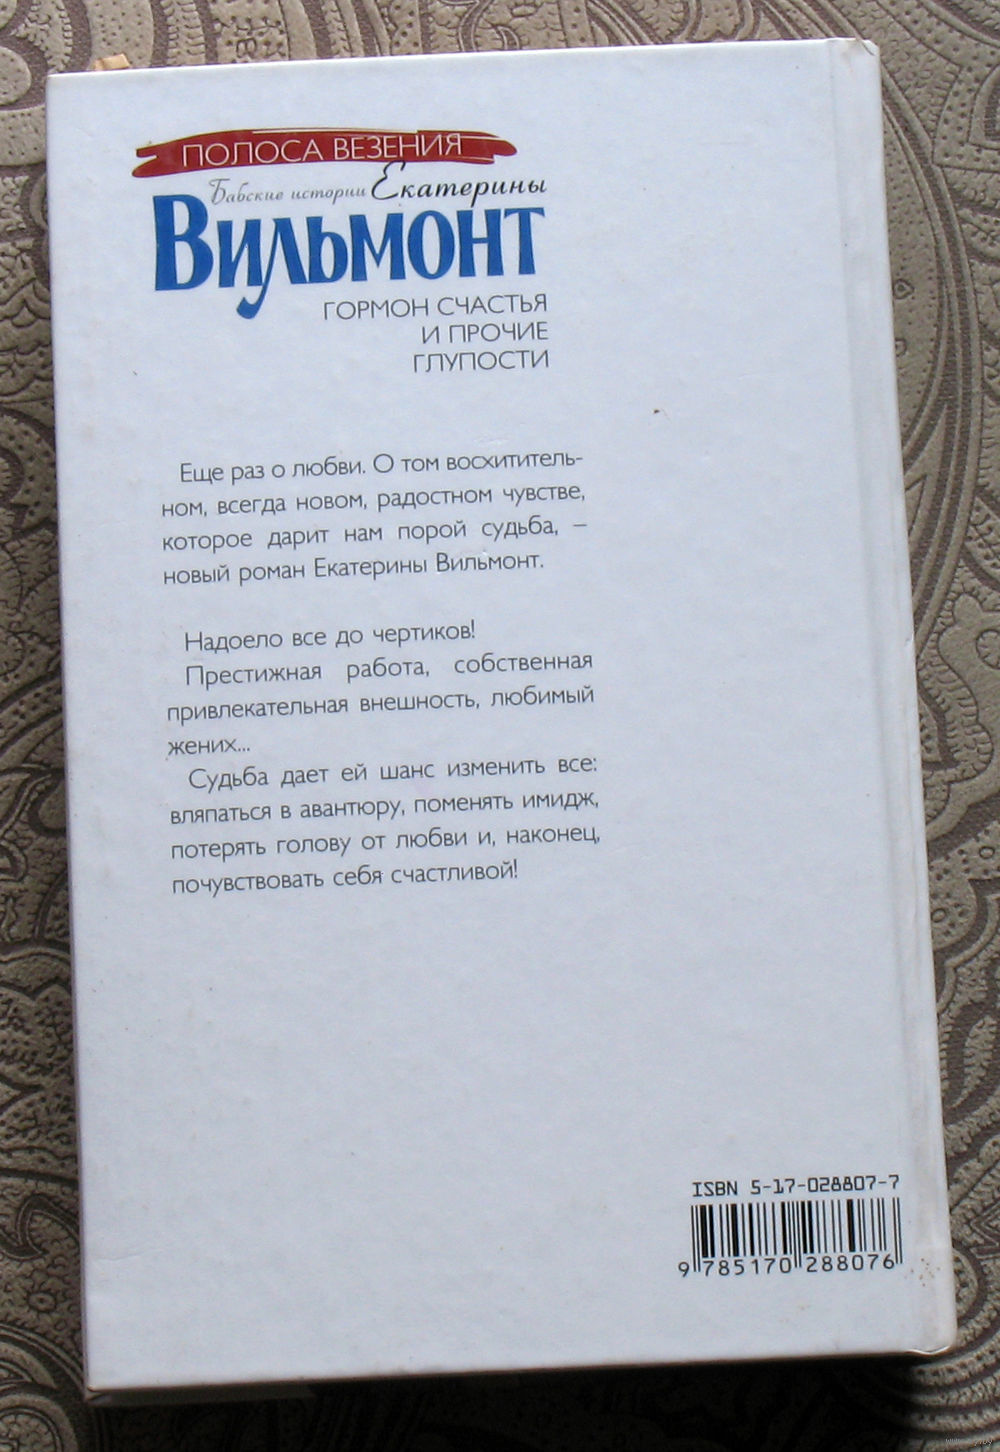 ПОЛОСА ВЕЗЕНИЯ
Бабские истории Екатерины
Вильмонт
ГОРМОН СЧАСТЬЯ
И ПРОЧИЕ
ГЛУПОСТИ
Еще раз о любви. О том восхититель-
ном, всегда новом, радостном чувстве,
которое дарит нам порой судьба, –
новый роман Екатерины Вильмонт.
Надоело все до чертиков!
Престижная работа, собственная
привлекательная внешность, любимый
жених...
Судьба дает ей шанс изменить все:
вляпаться в авантюру, поменять имидж,
потерять голову от любви и, наконец,
почувствовать себя счастливой!
ISBN 5-17-028807-7
9 785170 288076